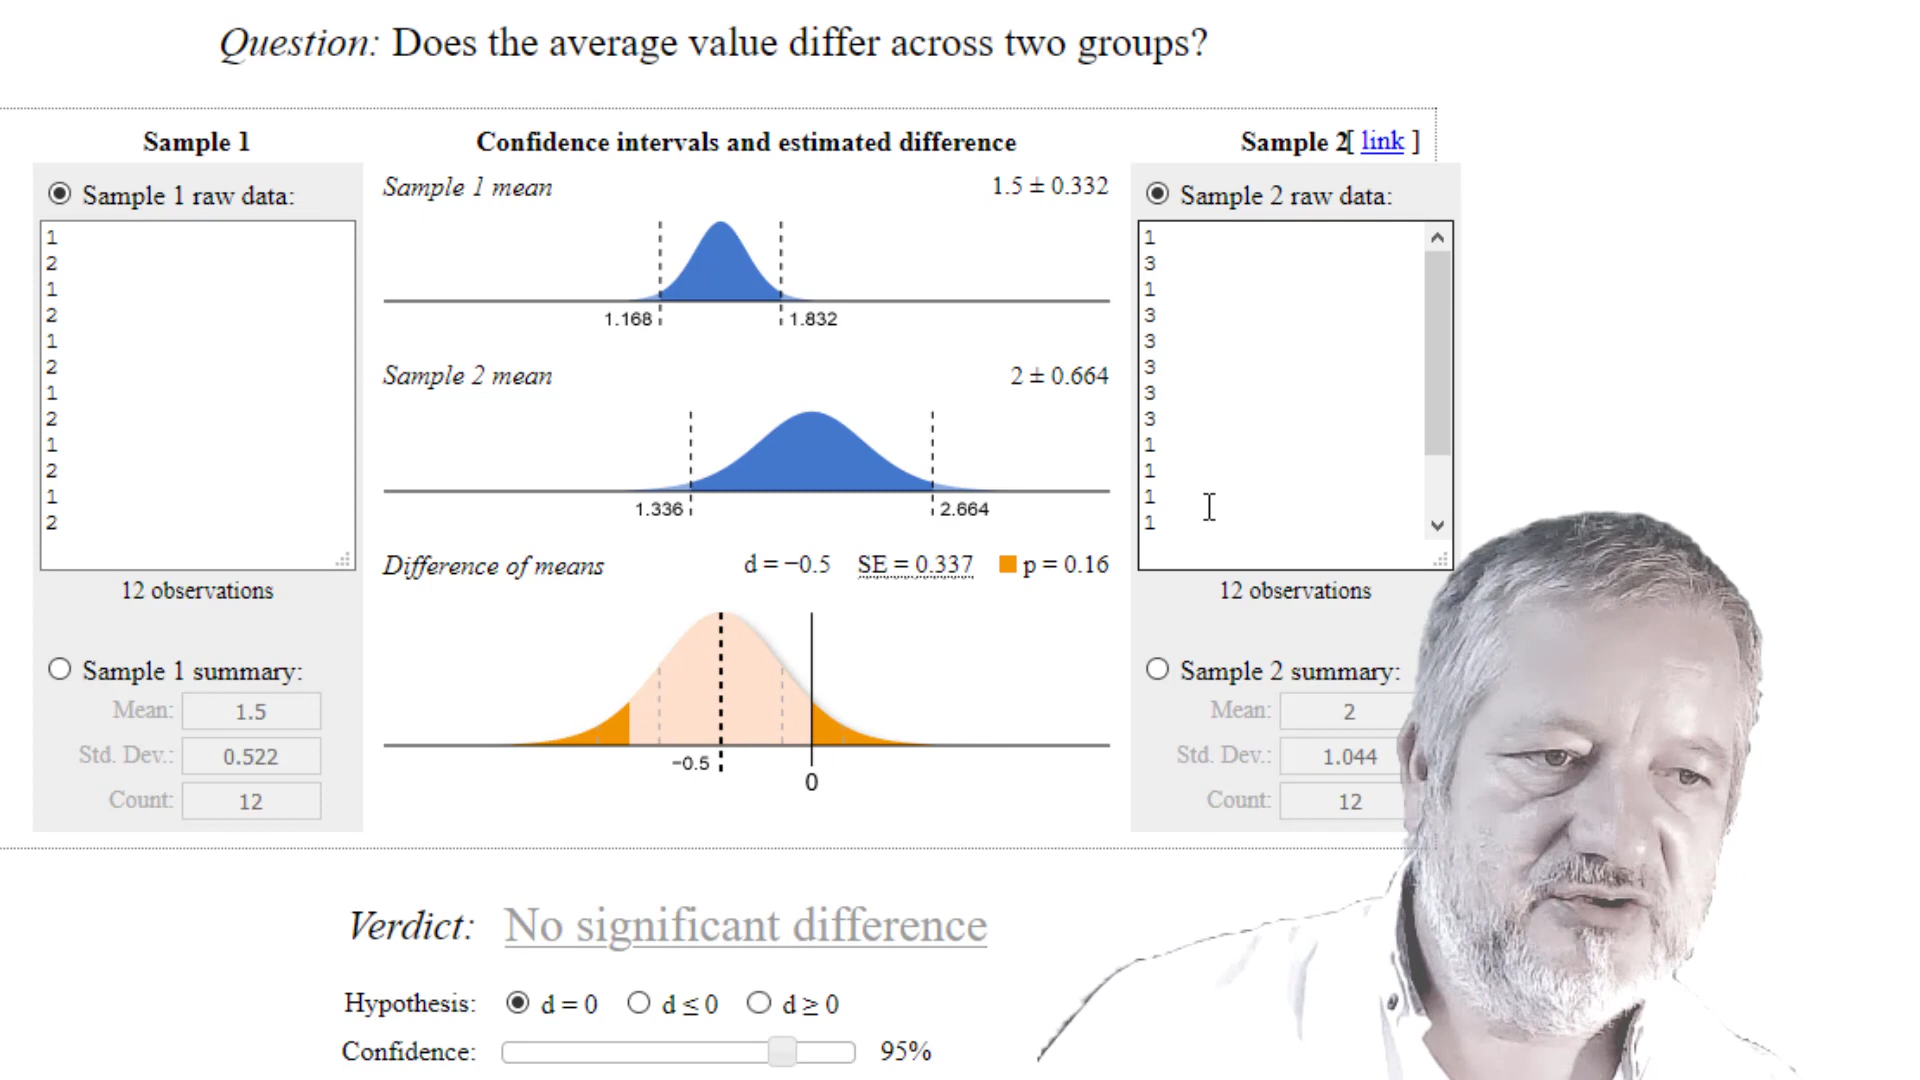 Question: Does the average value differ across two groups?
Sample 1
Confidence intervals and estimated difference
Sample 2[ link ]
Sample 1 raw data:
1
2
1
2
1
2
1
2
1
2
1
2
12 observations
Sample 1 summary:
Mean: 1.5
Std. Dev.: 0.522
Count: 12
Sample 1 mean 1.5 ± 0.332
1.168 1.832
Sample 2 mean 2 ± 0.664
1.336 2.664
Difference of means d = −0.5 SE = 0.337 p = 0.16
−0.5
0
Sample 2 raw data:
1
3
1
3
3
3
3
3
1
1
1
1
12 observations
Sample 2 summary:
Mean: 2
Std. Dev.: 1.044
Count: 12
Verdict: No significant difference
Hypothesis: d = 0 d ≤ 0 d ≥ 0
Confidence: 95%